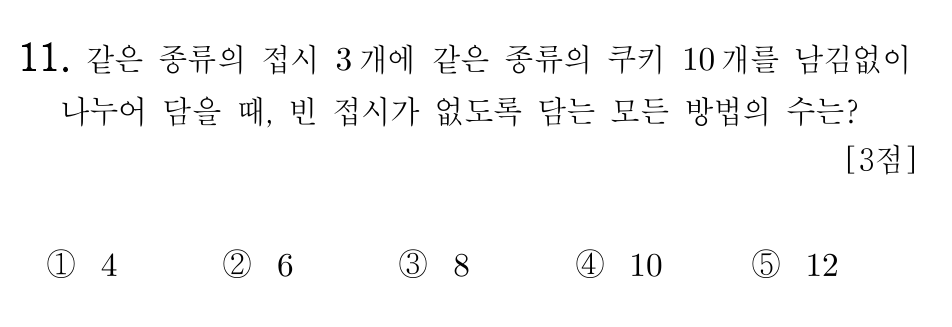 11. 같은 종류의 접시 3개에 같은 종류의 쿠키 10개를 남김없이
나누어 담을 때, 빈 접시가 없도록 담는 모든 방법의 수는?
[3점]
① 4 ② 6 ③ 8 ④ 10 ⑤ 12